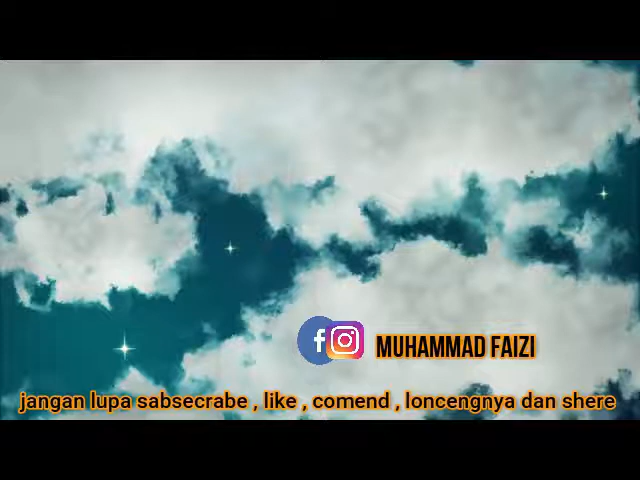 MUHAMMAD FAIZI
jangan lupa sabsecrabe , like , comend , loncengnya dan shere